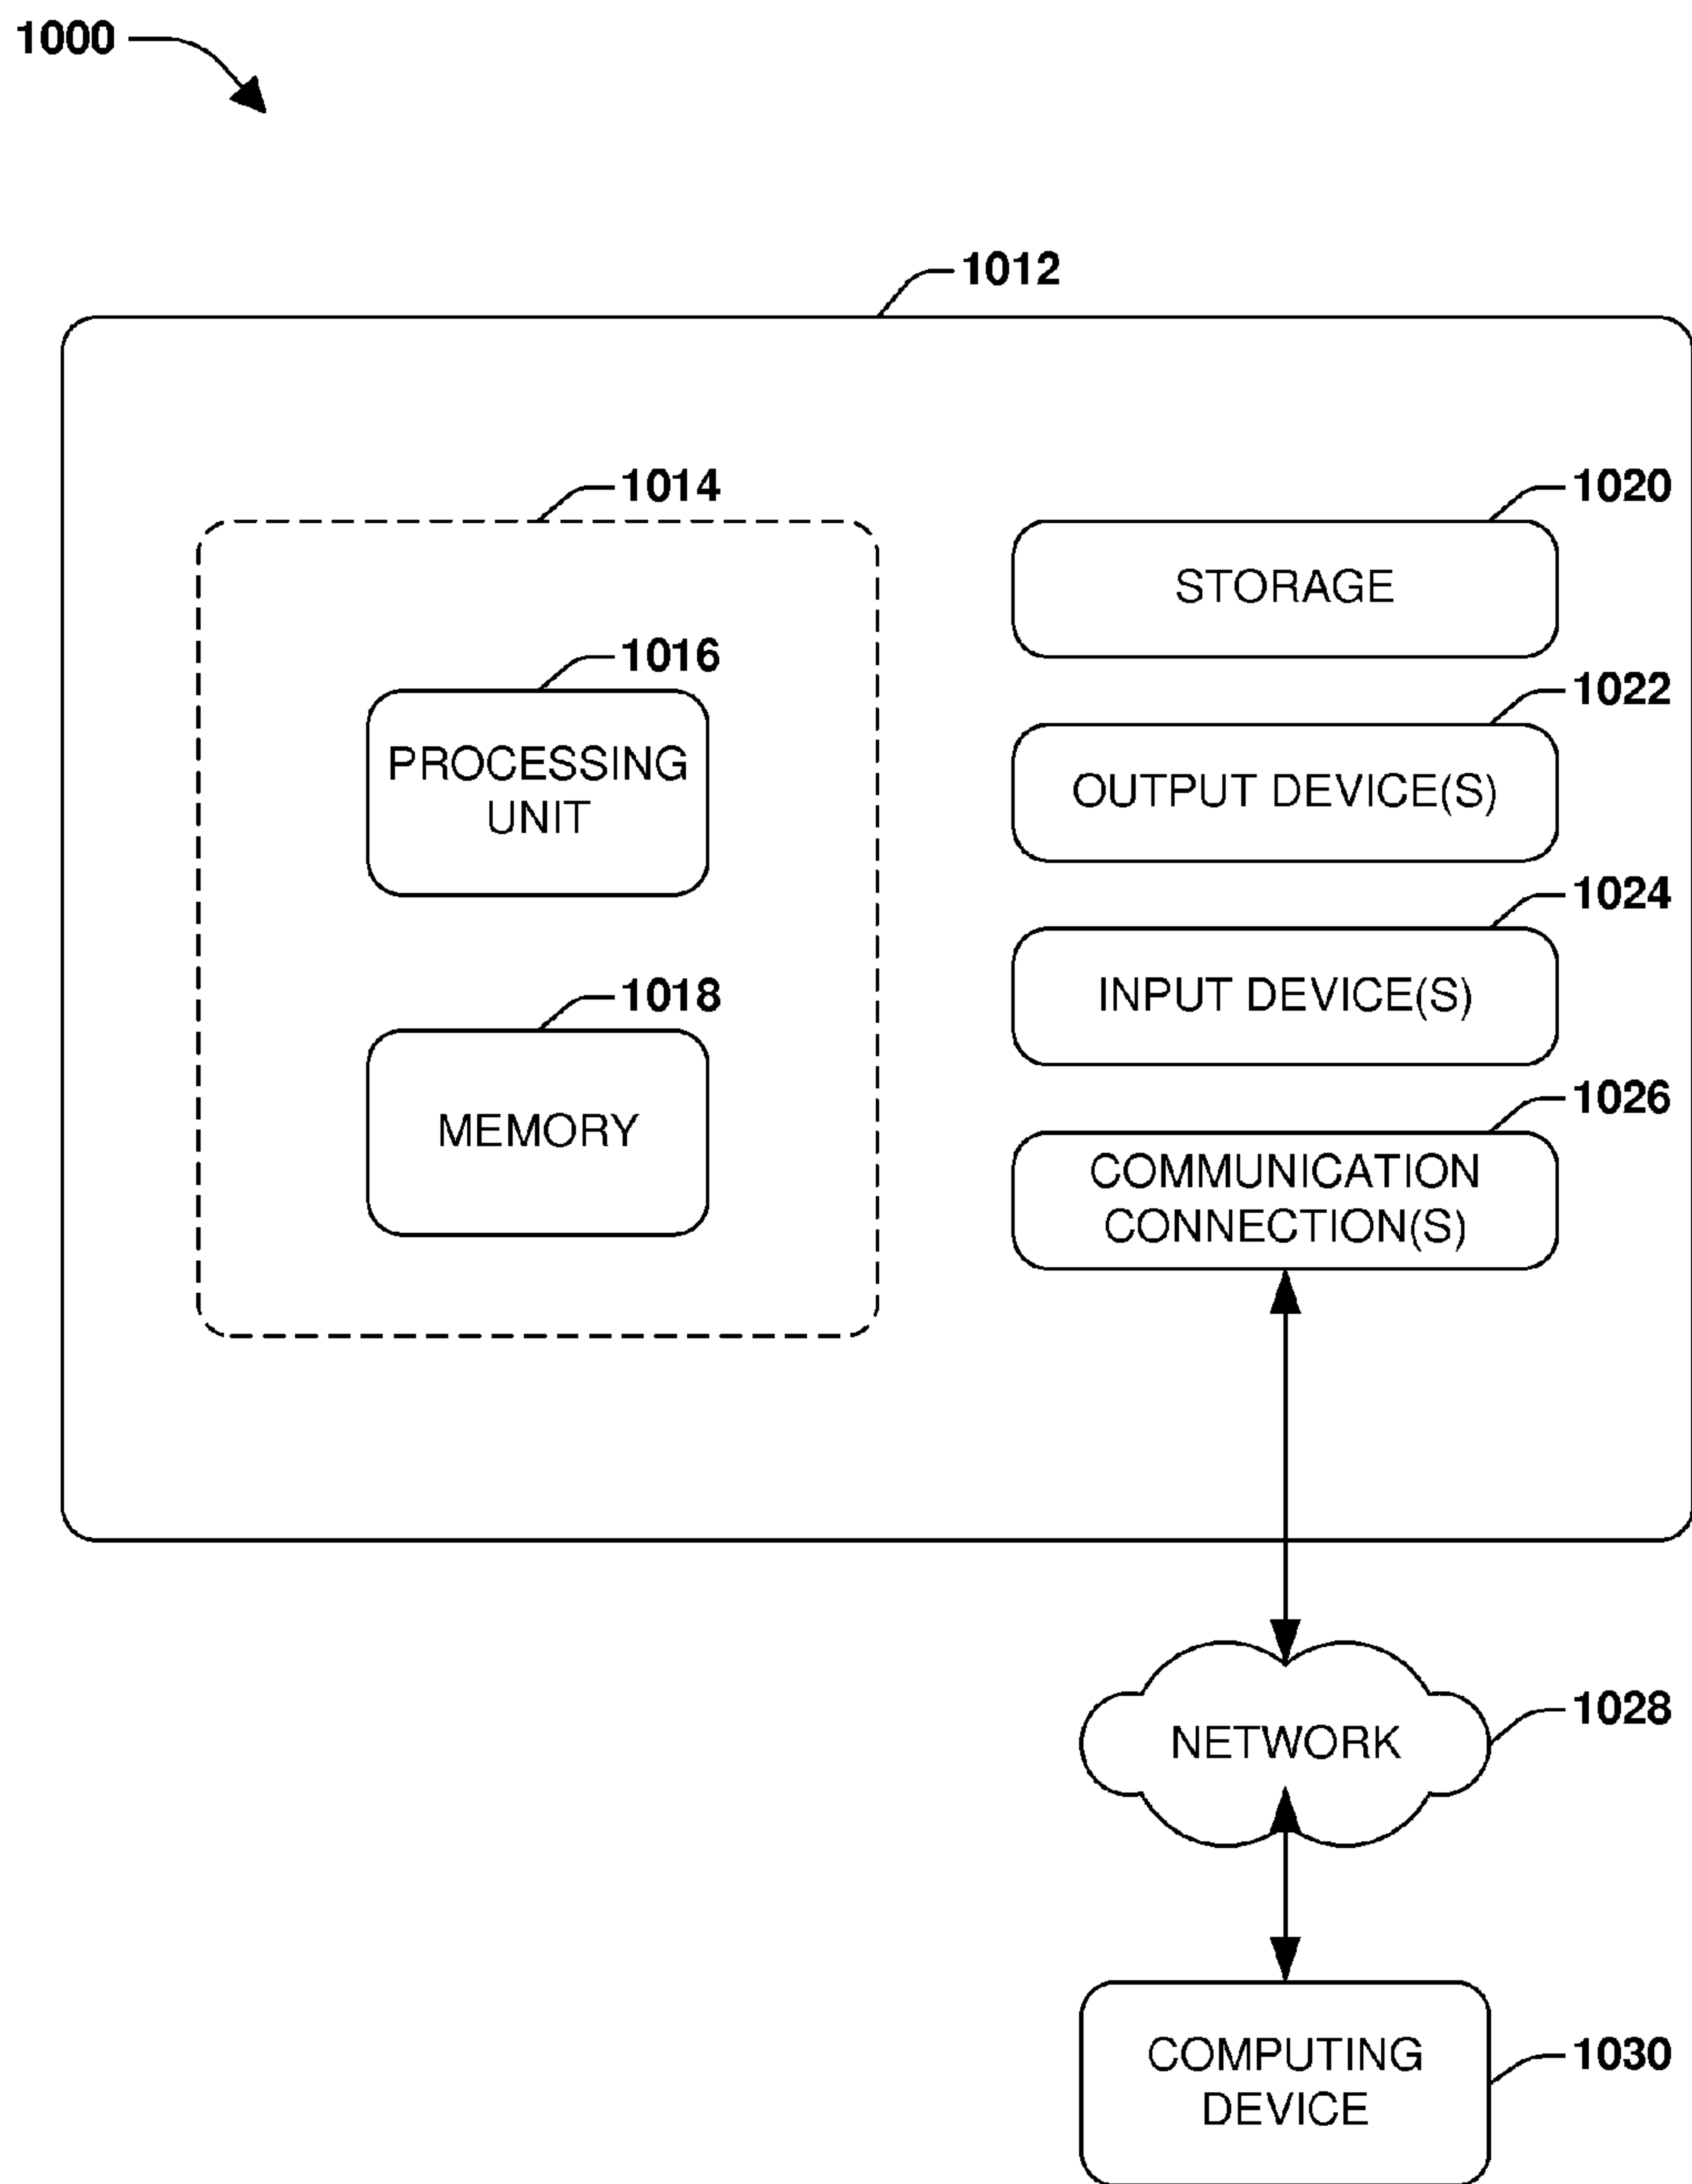 1000
1012
1014
1016
PROCESSING
UNIT
1018
MEMORY
1020
STORAGE
1022
OUTPUT DEVICE(S)
1024
INPUT DEVICE(S)
1026
COMMUNICATION
CONNECTION(S)
1028
NETWORK
1030
COMPUTING
DEVICE